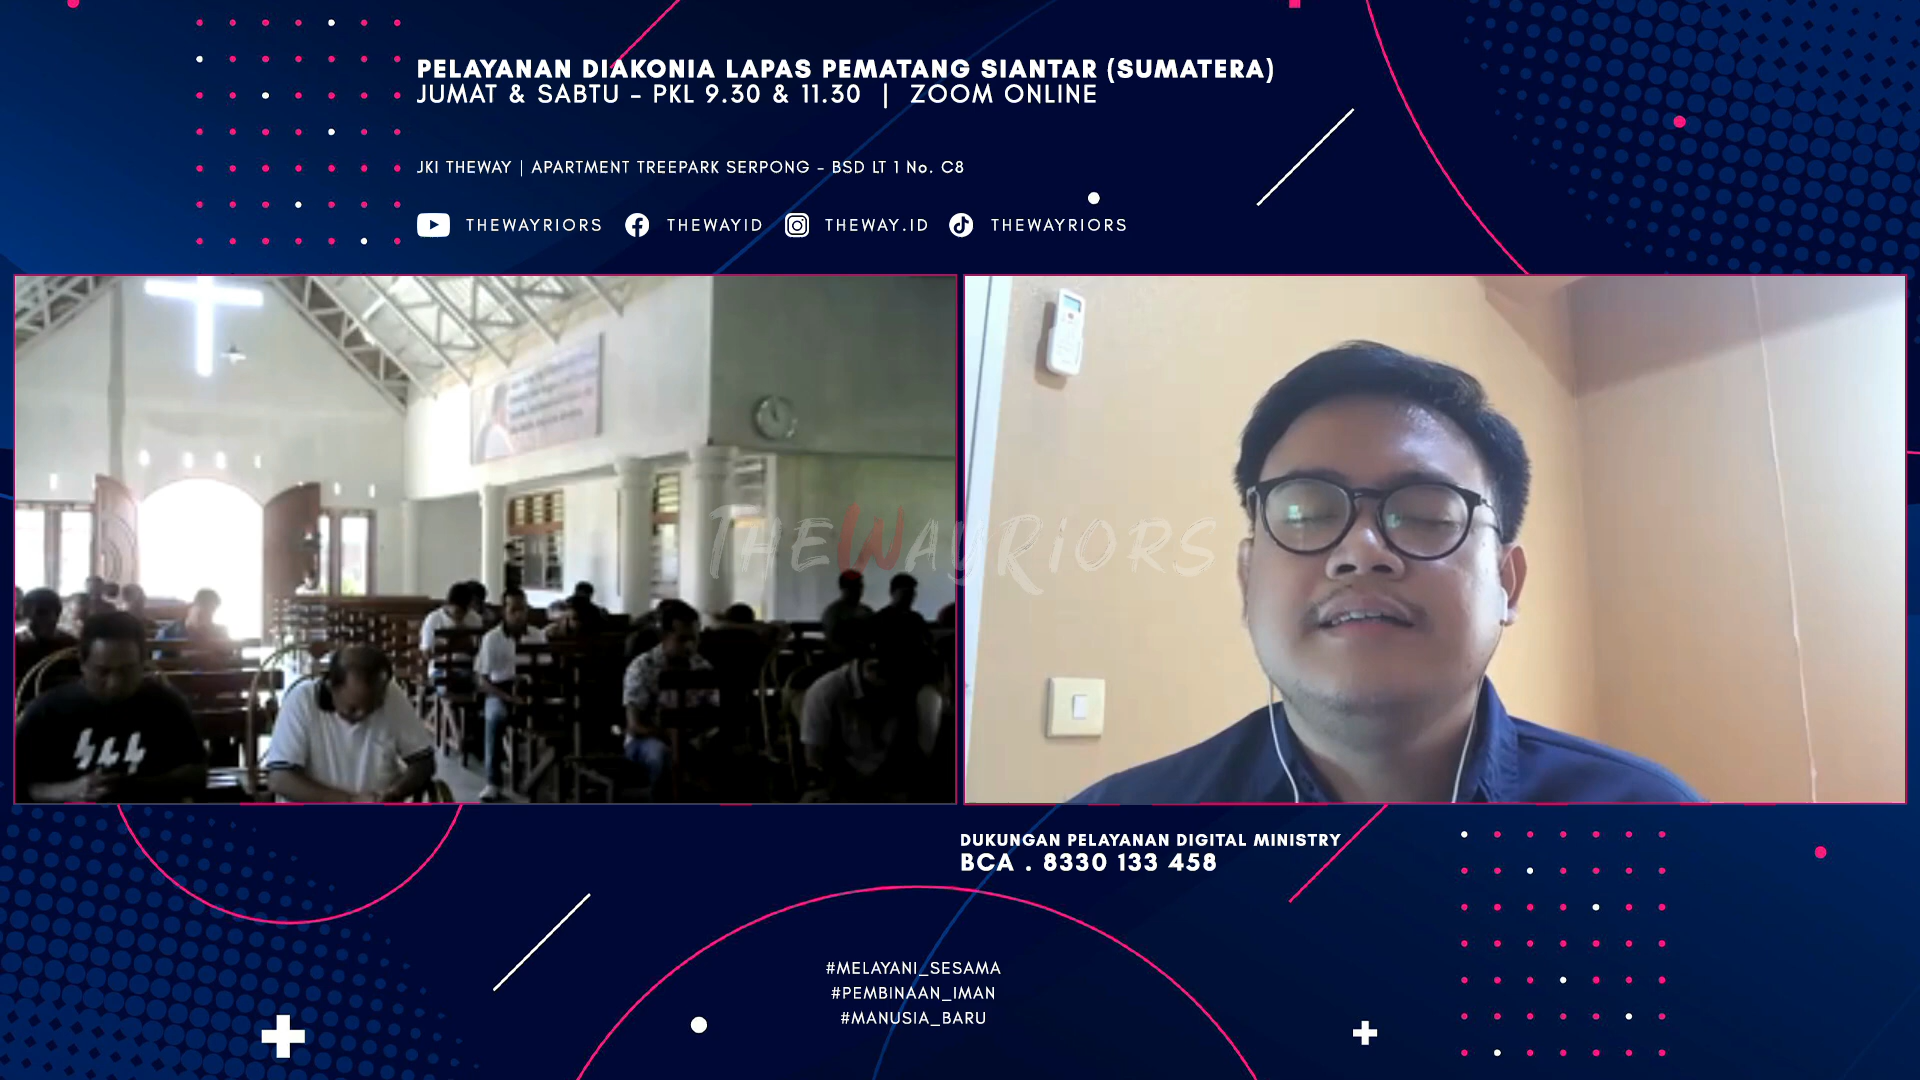 PELAYANAN DIAKONIA LAPAS PEMATANG SIANTAR (SUMATERA)
JUMAT & SABTU - PKL 9.30 & 11.30 | ZOOM ONLINE
JKI THEWAY | APARTMENT TREEPARK SERPONG - BSD LT 1 No. C8
THEWAYRIORS THEWAYID THEWAY.ID THEWAYRIORS
THEWAYRIORS
DUKUNGAN PELAYANAN DIGITAL MINISTRY
BCA . 8330 133 458
#MELAYANI_SESAMA
#PEMBINAAN_IMAN
#MANUSIA_BARU